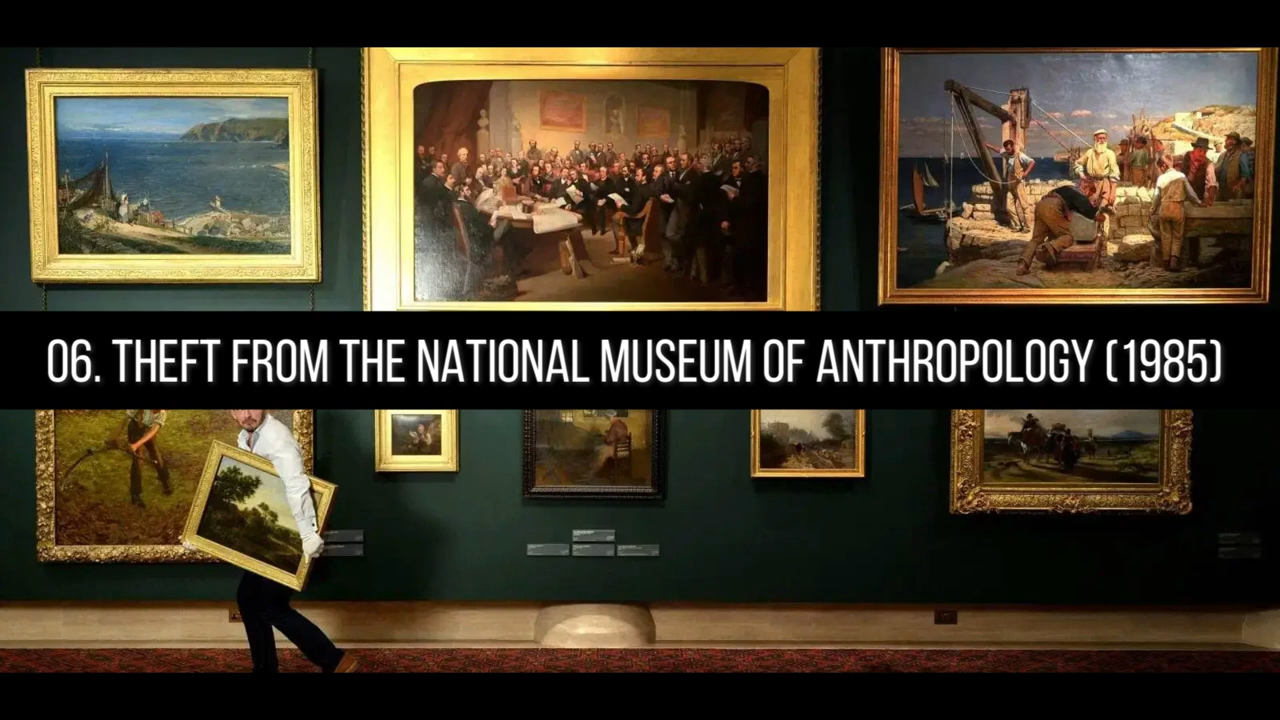 06. THEFT FROM THE NATIONAL MUSEUM OF ANTHROPOLOGY (1985)